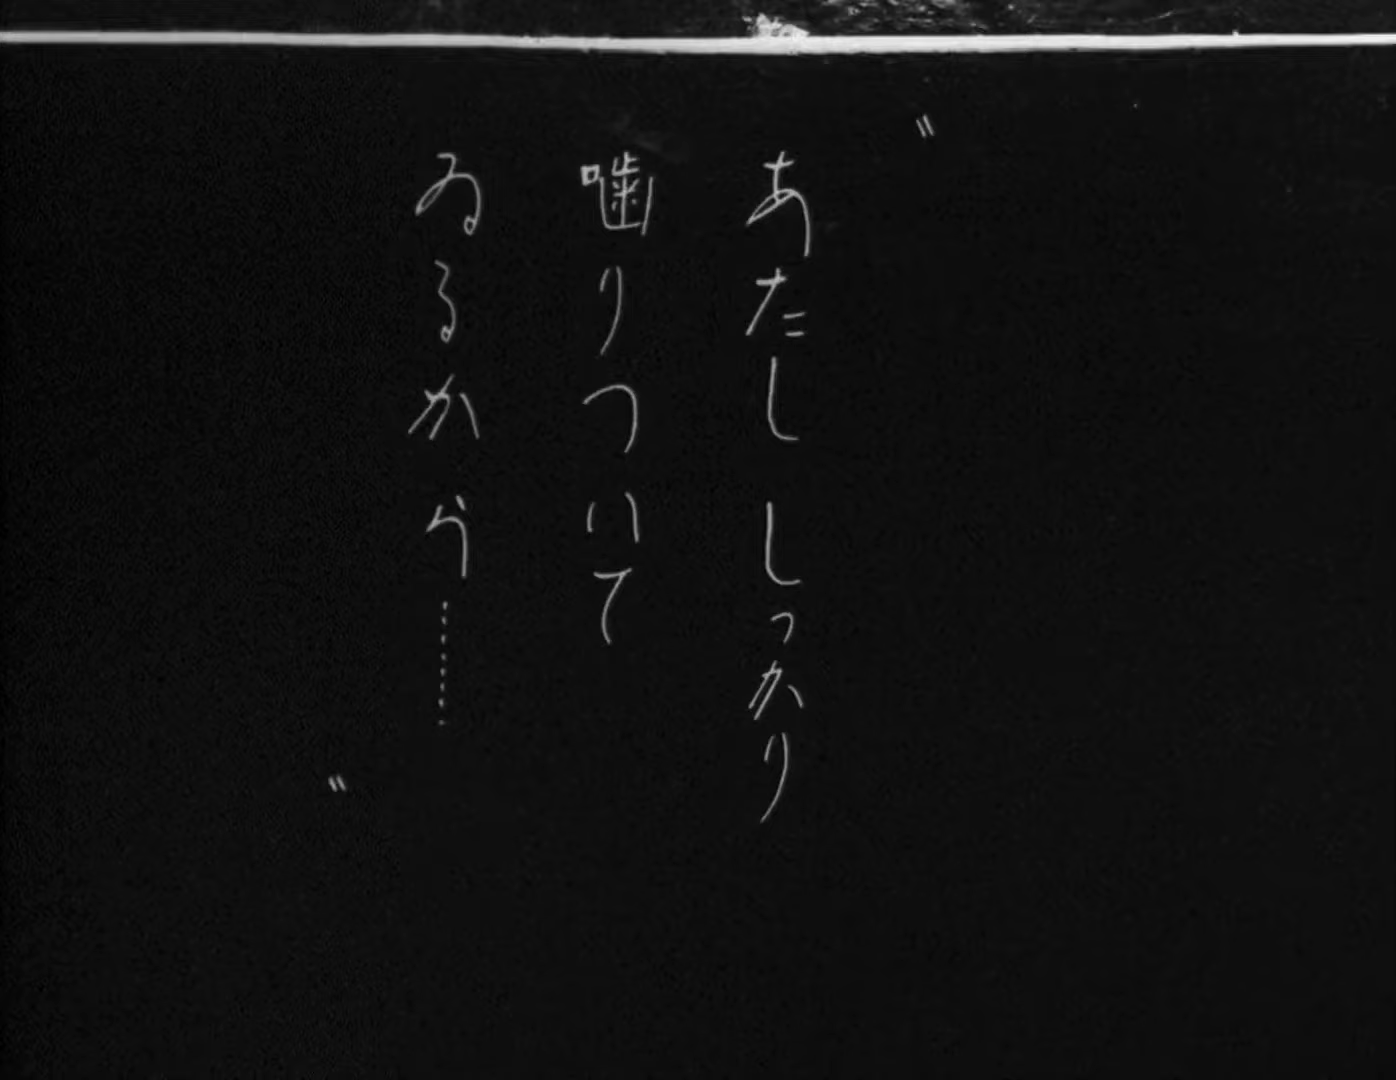 "あたし しっかり
噛りついて
ゐるから………"